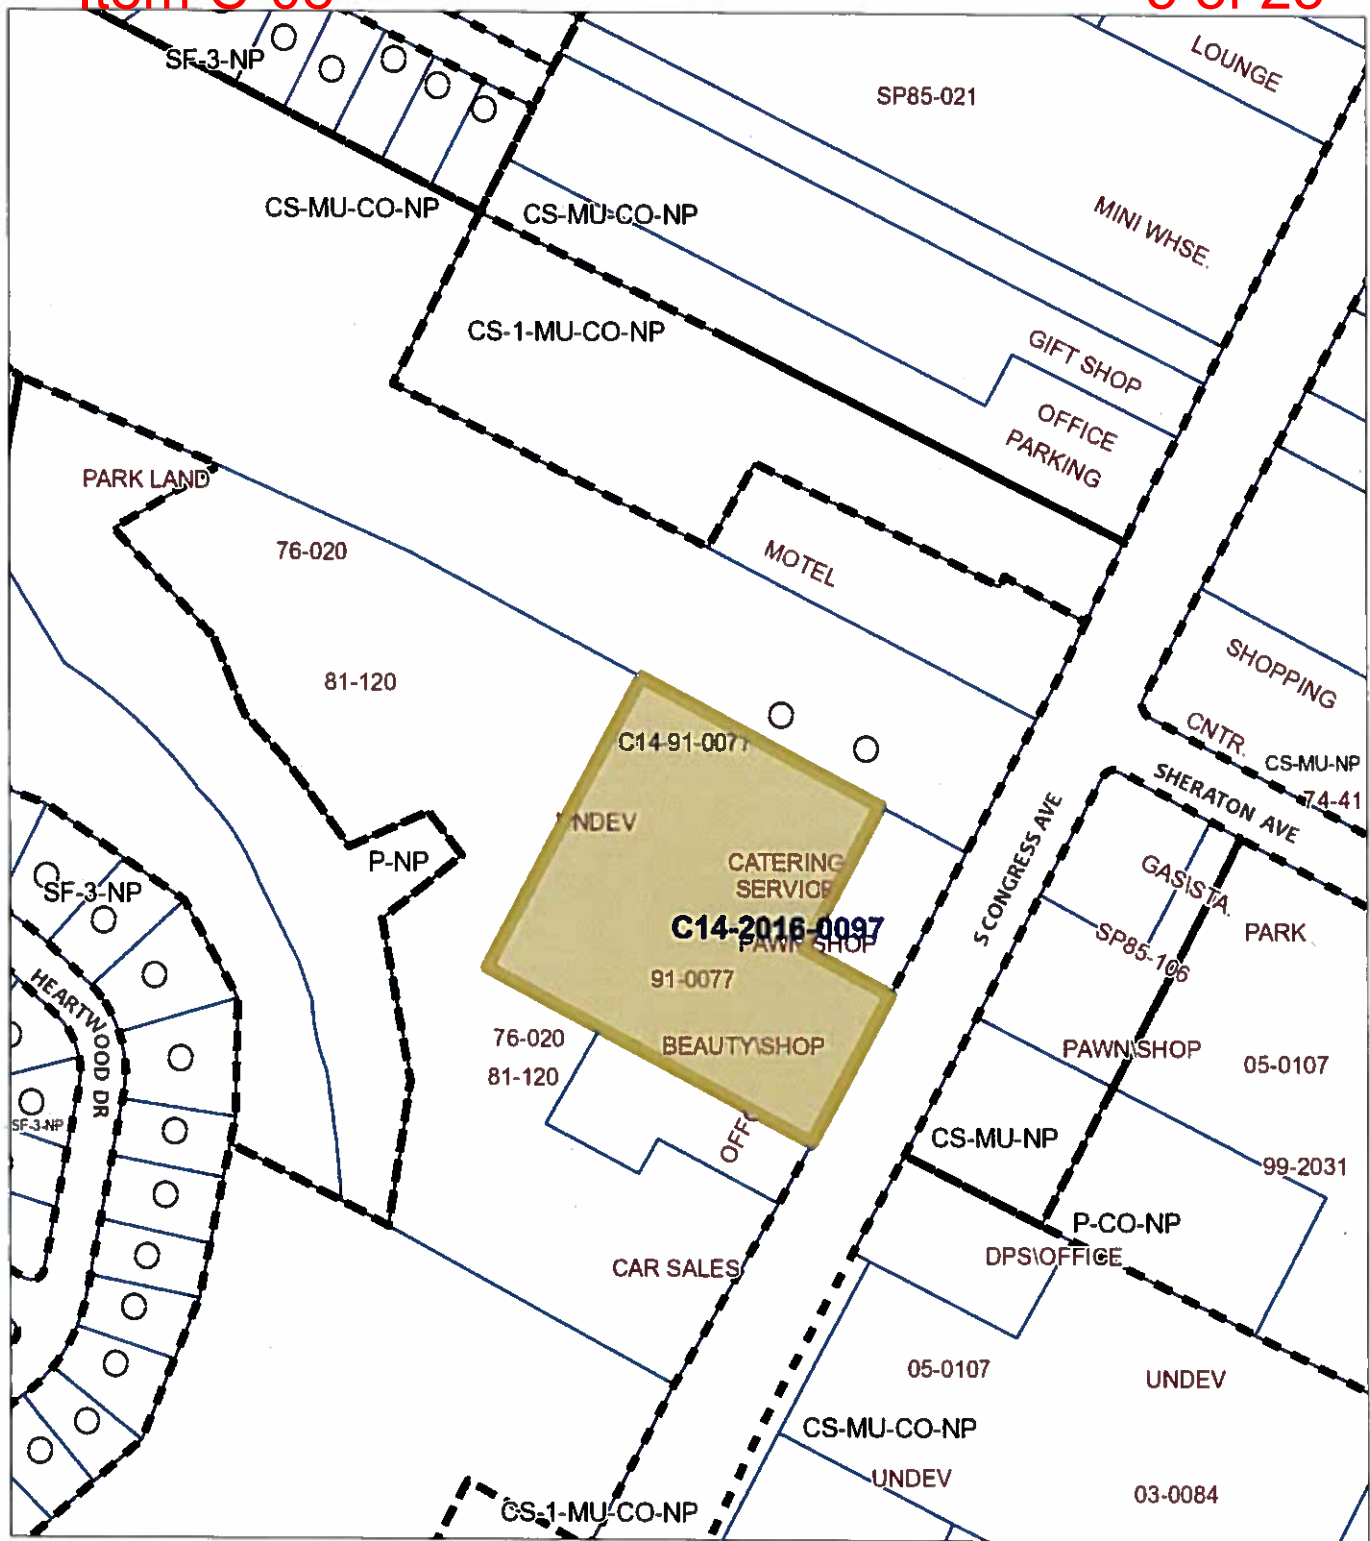 SF-3-NP
SP85-021
LOUNGE
CS-MU-CO-NP
CS-MU-CO-NP
MINI WHSE.
CS-1-MU-CO-NP
GIFT SHOP
OFFICE
PARKING
PARK LAND
76-020
MOTEL
81-120
SHOPPING
CNTR.
C14-91-0077
CS-MU-NP
SHERATON AVE
74-41
NDEV
P-NP
CATERING
SERVICE
S CONGRESS AVE
GAS\STA.
SF-3-NP
C14-2016-0097
PAWN SHOP
SP85-106
PARK
91-0077
HEARTWOOD DR
76-020
BEAUTY\SHOP
PAWN\SHOP
05-0107
81-120
SF-3-NP
OFFC
CS-MU-NP
99-2031
P-CO-NP
DPS\OFFICE
CAR SALES
05-0107
UNDEV
CS-MU-CO-NP
UNDEV
03-0084
CS-1-MU-CO-NP